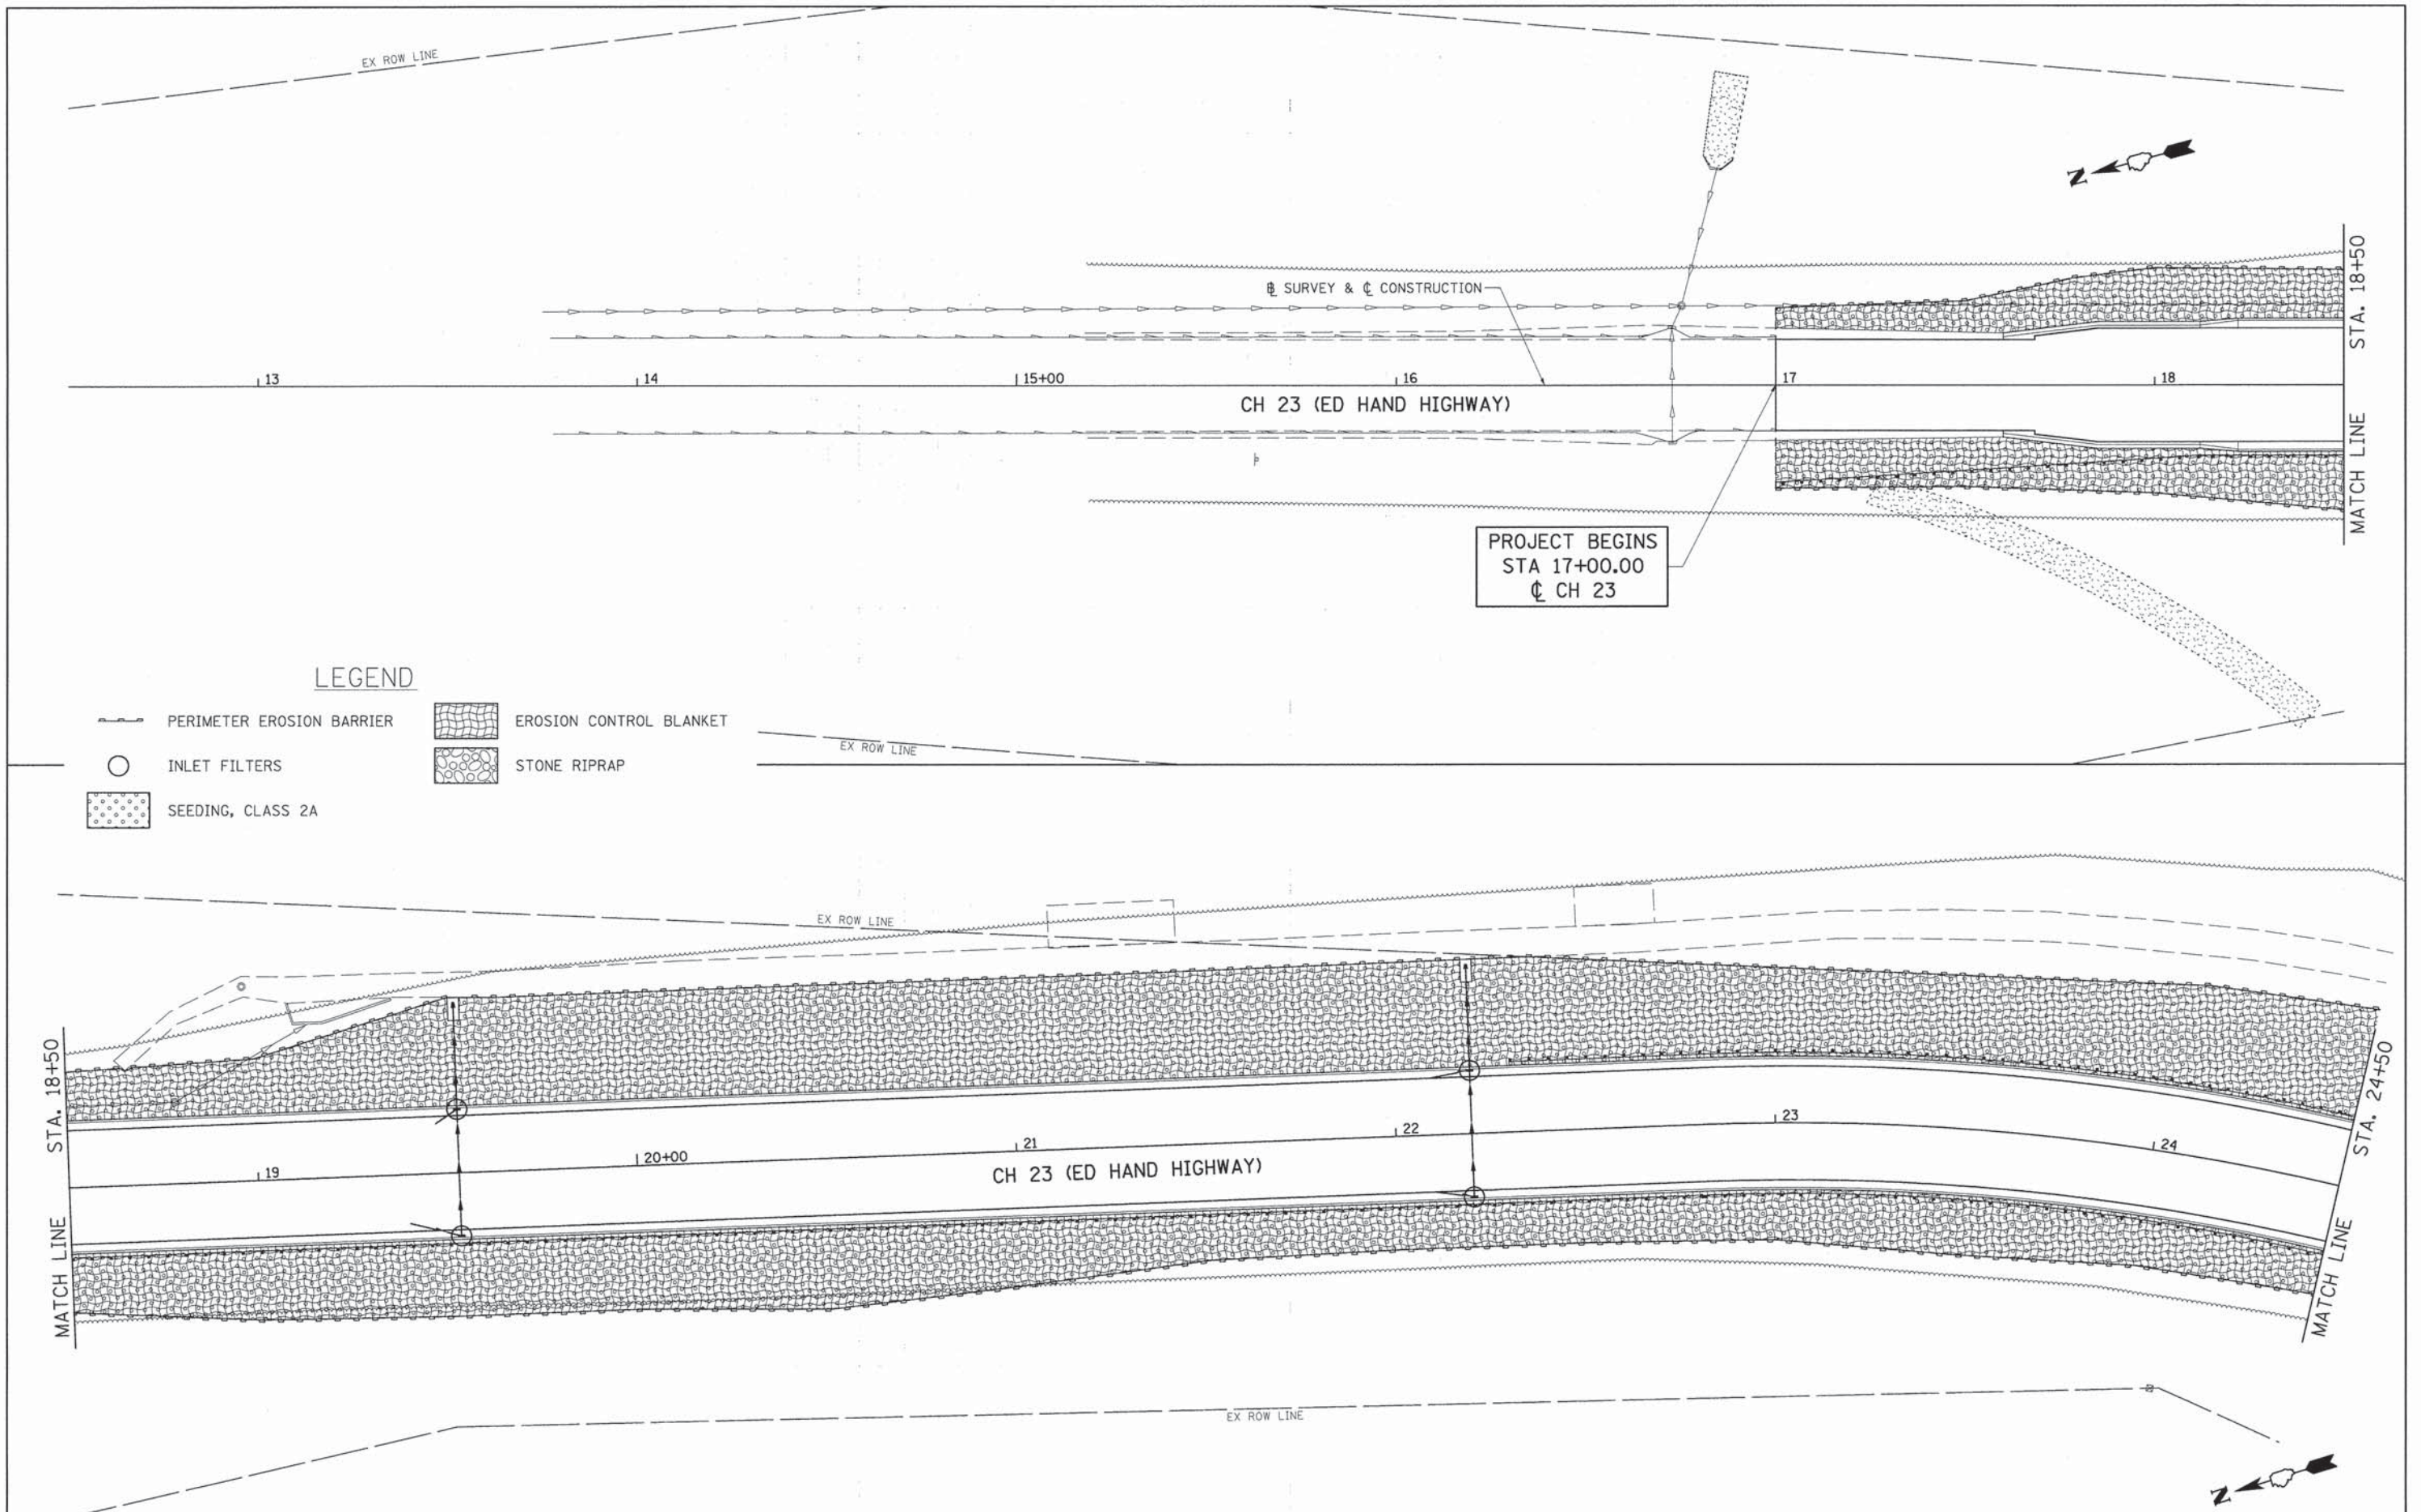 EX ROW LINE
N
℄ SURVEY & ℄ CONSTRUCTION
STA. 18+50
13
14
15+00
16
17
18
CH 23 (ED HAND HIGHWAY)
MATCH LINE
PROJECT BEGINS
STA 17+00.00
℄ CH 23
LEGEND
PERIMETER EROSION BARRIER
EROSION CONTROL BLANKET
INLET FILTERS
STONE RIPRAP
SEEDING, CLASS 2A
EX ROW LINE
EX ROW LINE
STA. 18+50
MATCH LINE
19
20+00
21
22
23
24
CH 23 (ED HAND HIGHWAY)
STA. 24+50
MATCH LINE
EX ROW LINE
N